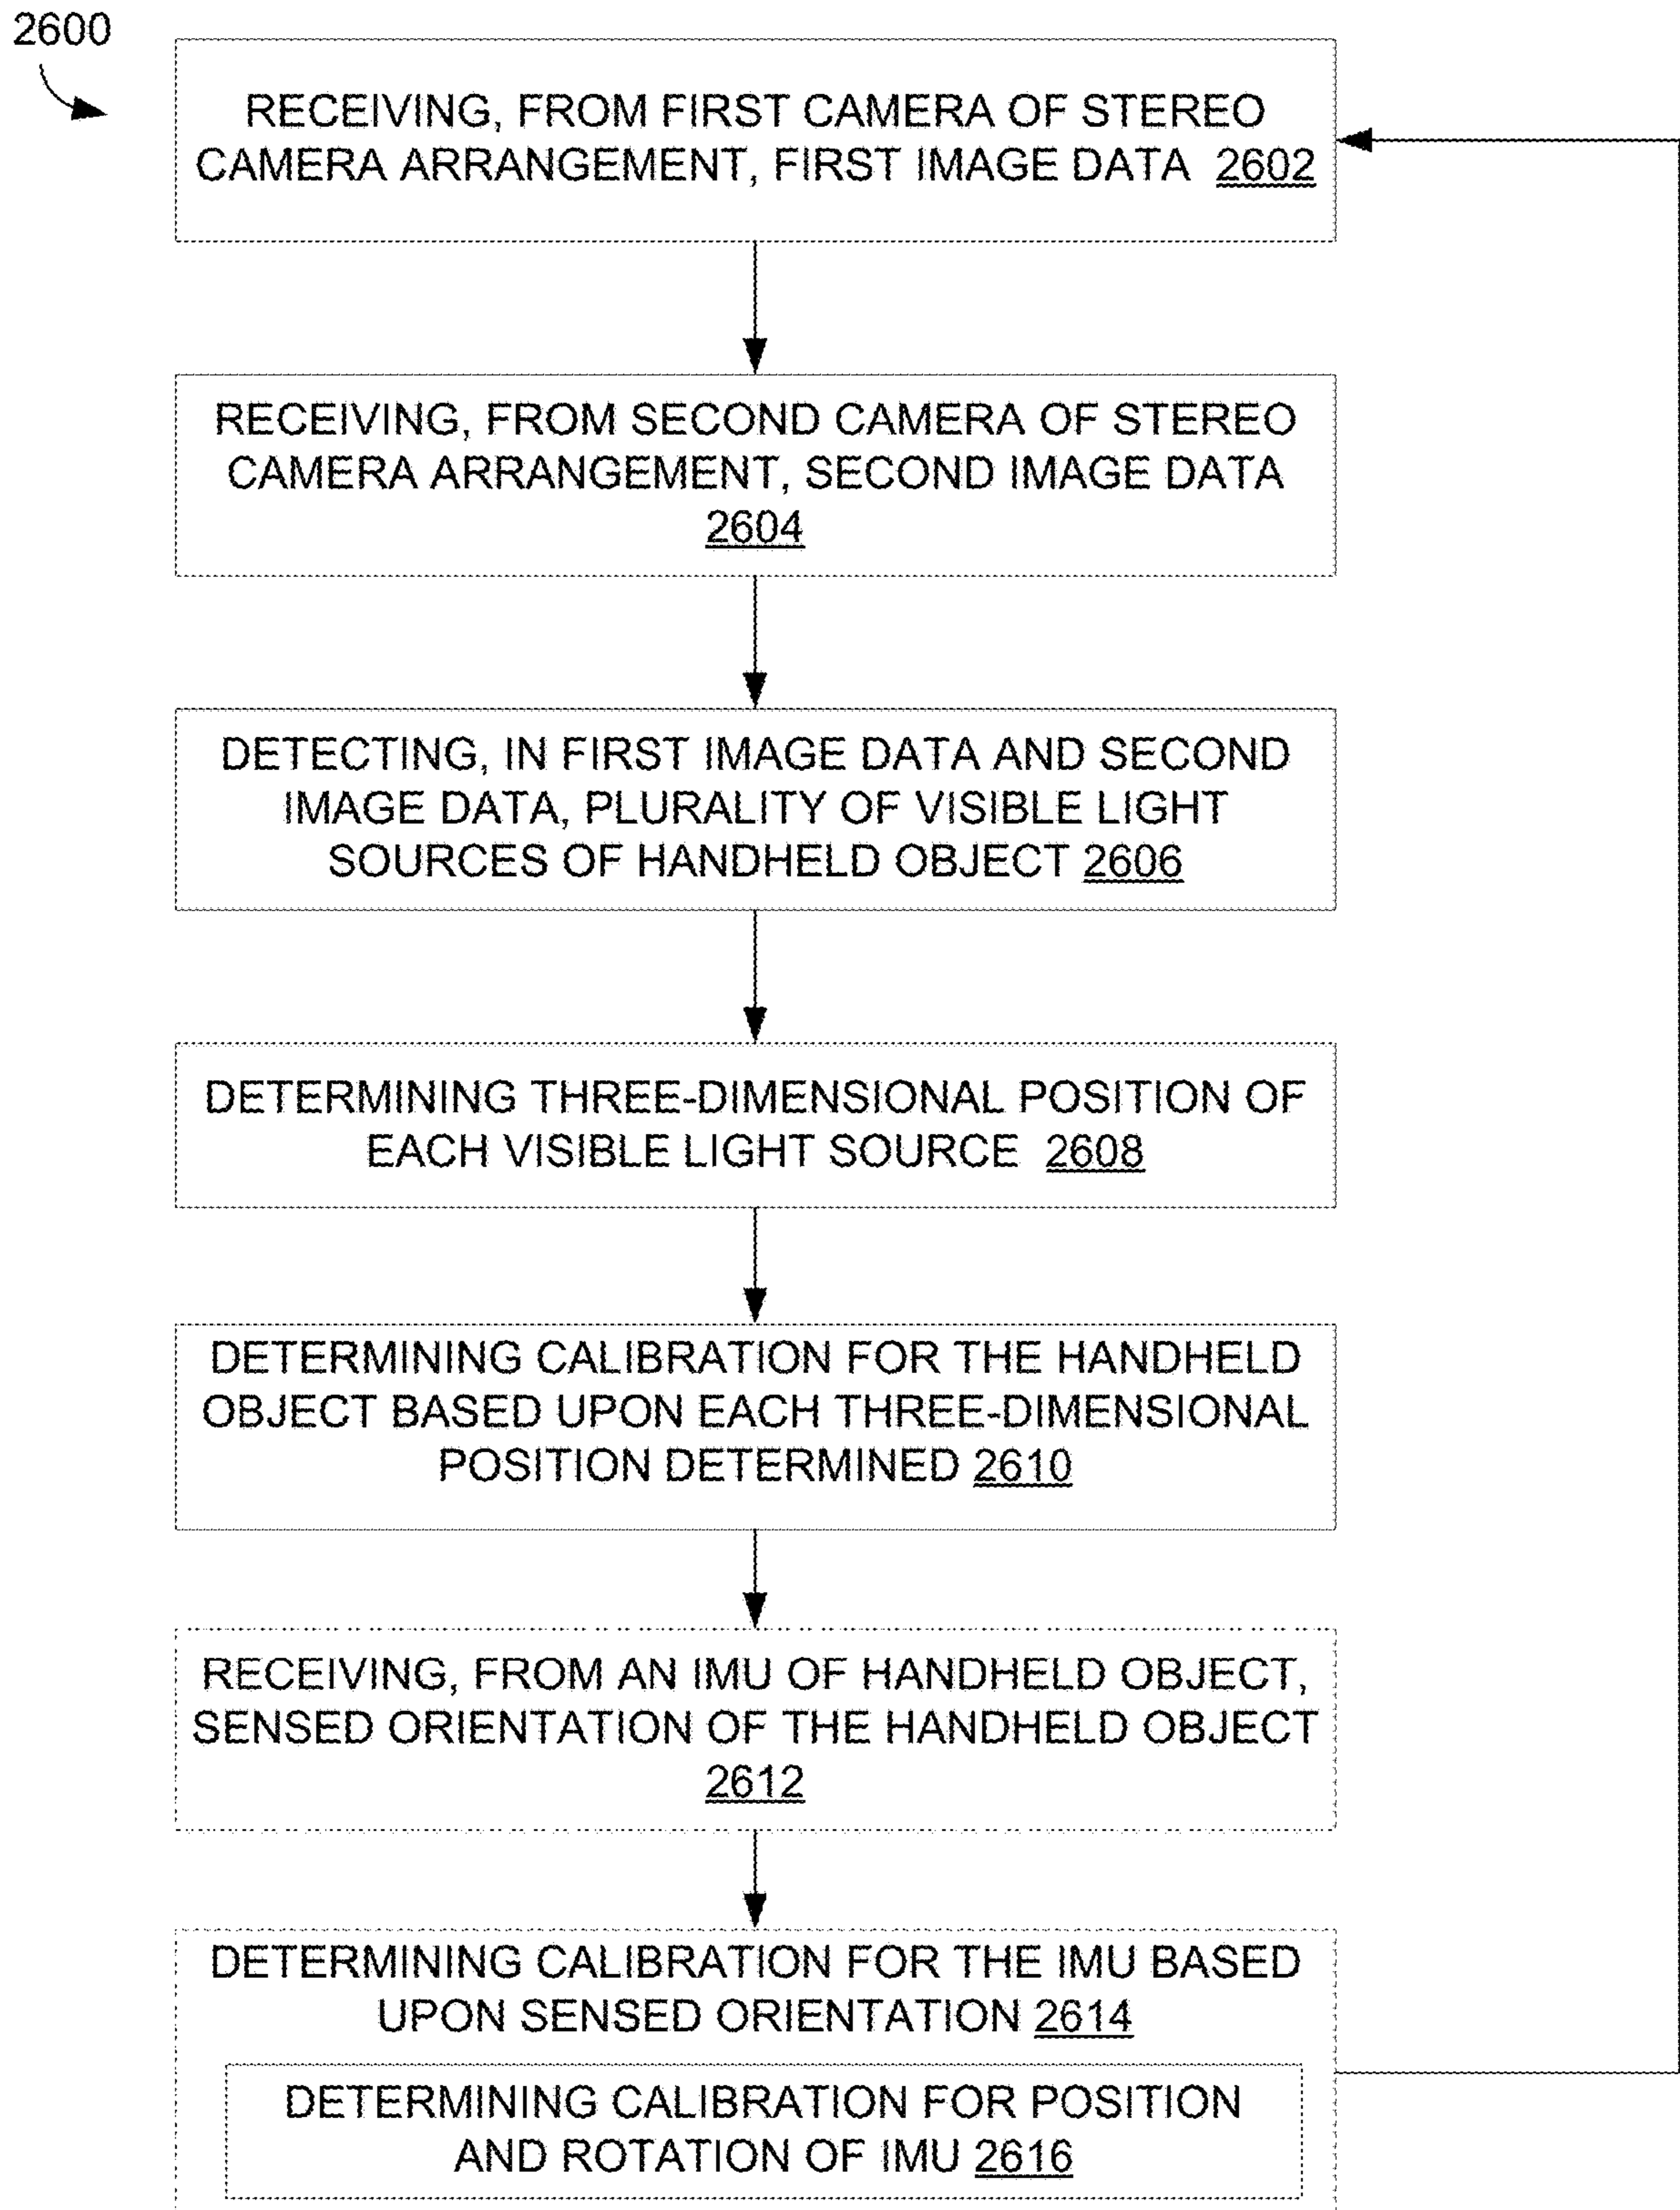 2600
RECEIVING, FROM FIRST CAMERA OF STEREO
CAMERA ARRANGEMENT, FIRST IMAGE DATA 2602
RECEIVING, FROM SECOND CAMERA OF STEREO
CAMERA ARRANGEMENT, SECOND IMAGE DATA
2604
DETECTING, IN FIRST IMAGE DATA AND SECOND
IMAGE DATA, PLURALITY OF VISIBLE LIGHT
SOURCES OF HANDHELD OBJECT 2606
DETERMINING THREE-DIMENSIONAL POSITION OF
EACH VISIBLE LIGHT SOURCE 2608
DETERMINING CALIBRATION FOR THE HANDHELD
OBJECT BASED UPON EACH THREE-DIMENSIONAL
POSITION DETERMINED 2610
RECEIVING, FROM AN IMU OF HANDHELD OBJECT,
SENSED ORIENTATION OF THE HANDHELD OBJECT
2612
DETERMINING CALIBRATION FOR THE IMU BASED
UPON SENSED ORIENTATION 2614
DETERMINING CALIBRATION FOR POSITION
AND ROTATION OF IMU 2616